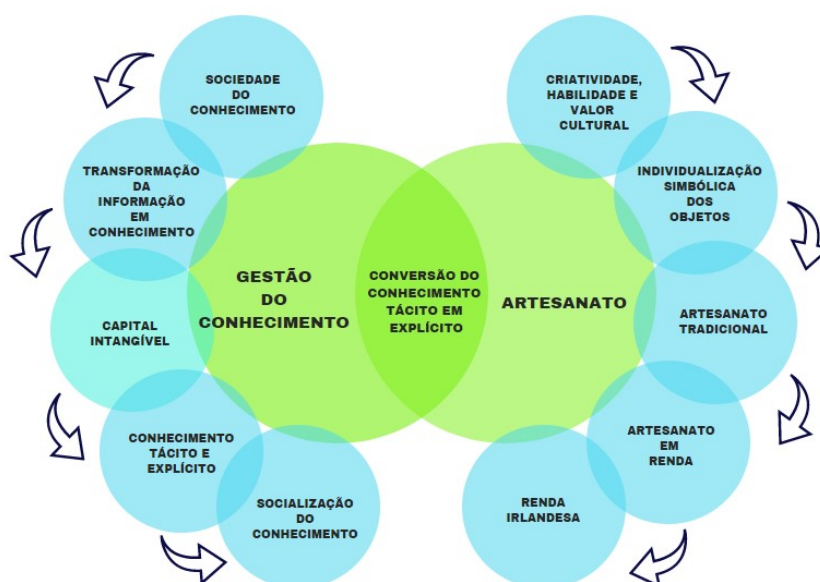 SOCIEDADE
DO
CONHECIMENTO
TRANSFORMAÇÃO
DA
INFORMAÇÃO
EM
CONHECIMENTO
CAPITAL
INTANGÍVEL
CONHECIMENTO
TÁCITO E
EXPLÍCITO
SOCIALIZAÇÃO
DO
CONHECIMENTO
GESTÃO
DO
CONHECIMENTO
CONVERSÃO DO
CONHECIMENTO
TÁCITO EM
EXPLÍCITO
ARTESANATO
CRIATIVIDADE,
HABILIDADE E
VALOR
CULTURAL
INDIVIDUALIZAÇÃO
SIMBÓLICA
DOS
OBJETOS
ARTESANATO
TRADICIONAL
ARTESANATO
EM
RENDA
RENDA
IRLANDESA